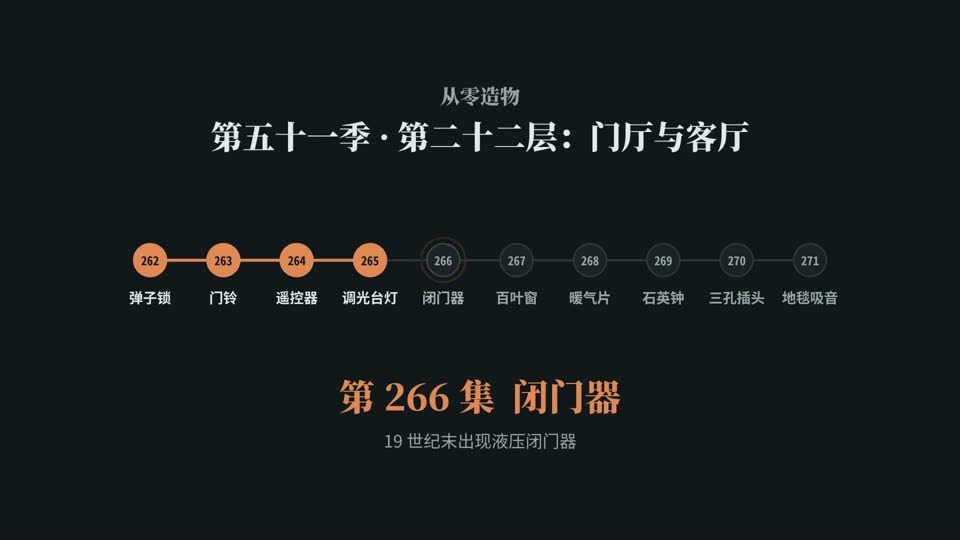 从零造物
第五十一季 · 第二十二层：门厅与客厅
262 263 264 265 266 267 268 269 270 271
弹子锁 门铃 遥控器 调光台灯 闭门器 百叶窗 暖气片 石英钟 三孔插头 地毯吸音
第 266 集 闭门器
19 世纪末出现液压闭门器